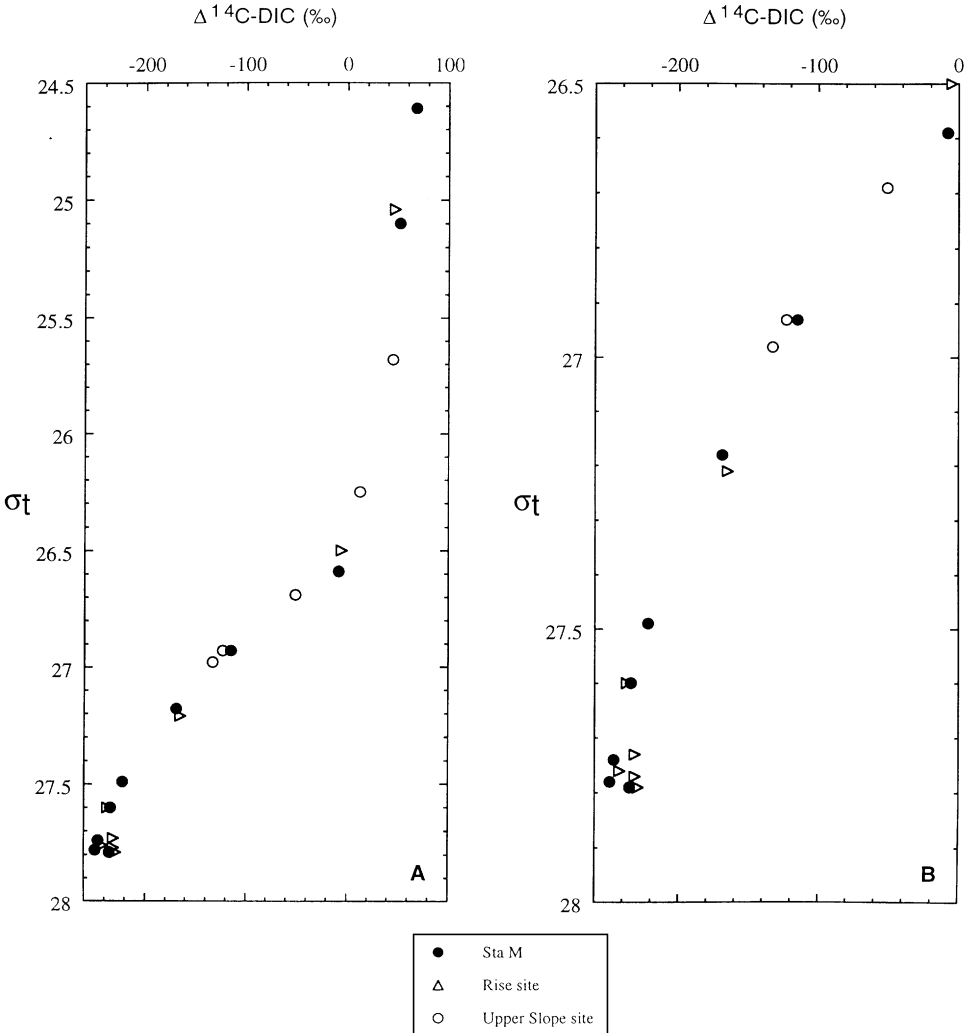 Δ¹⁴C-DIC (‰)
-200 -100 0 100
24.5
25
25.5
26
26.5
27
27.5
28
σt
A
Δ¹⁴C-DIC (‰)
-200 -100 0
26.5
27
27.5
28
σt
B
Sta M
Rise site
Upper Slope site